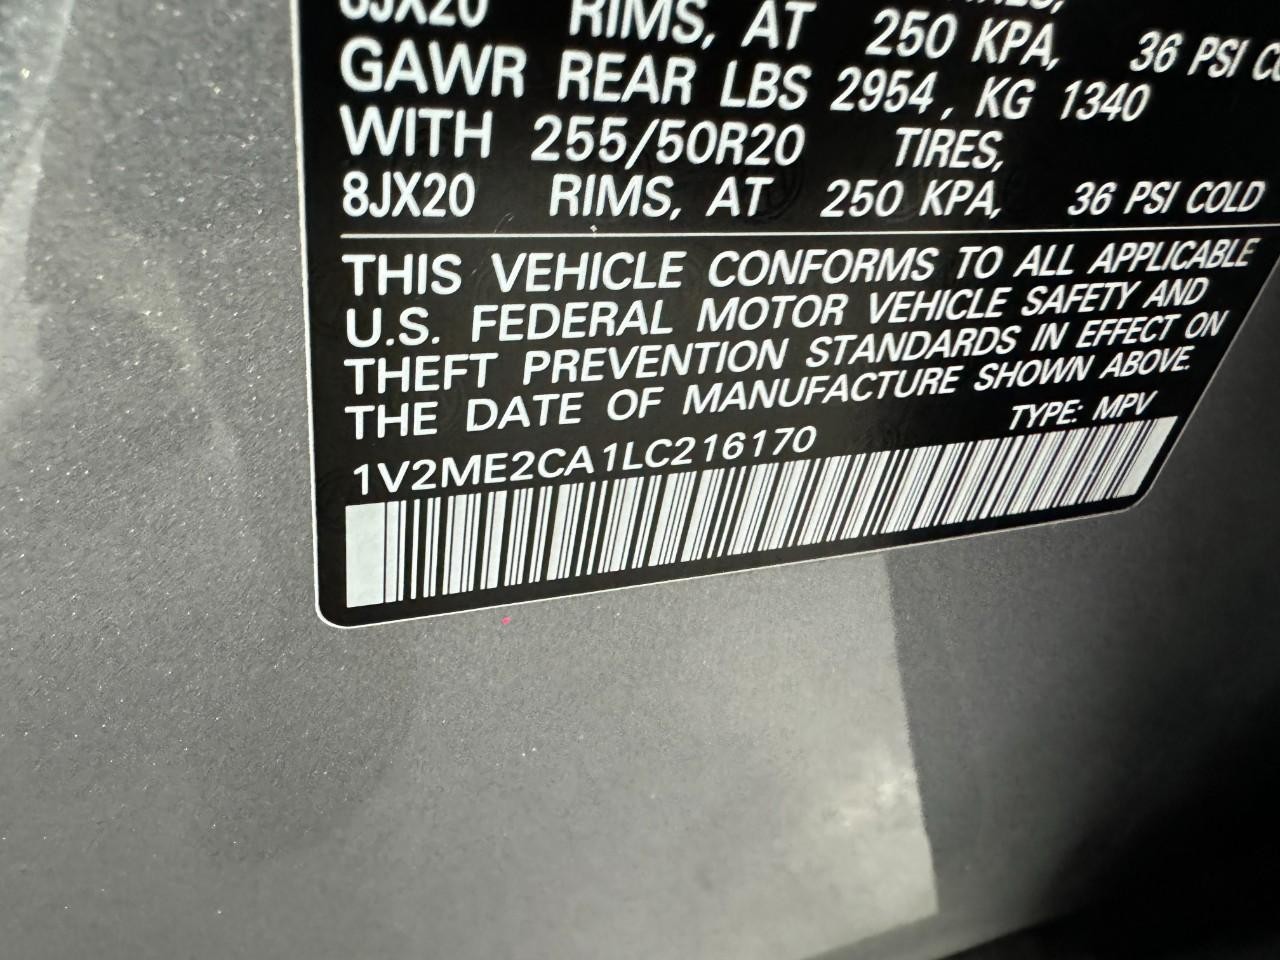 8JX20 RIMS, AT 250 KPA, 36 PSI
GAWR REAR LBS 2954, KG 1340
WITH 255/50R20 TIRES,
8JX20 RIMS, AT 250 KPA, 36 PSI COLD
THIS VEHICLE CONFORMS TO ALL APPLICABLE
U.S. FEDERAL MOTOR VEHICLE SAFETY AND
THEFT PREVENTION STANDARDS IN EFFECT ON
THE DATE OF MANUFACTURE SHOWN ABOVE.
1V2ME2CA1LC216170 TYPE: MPV